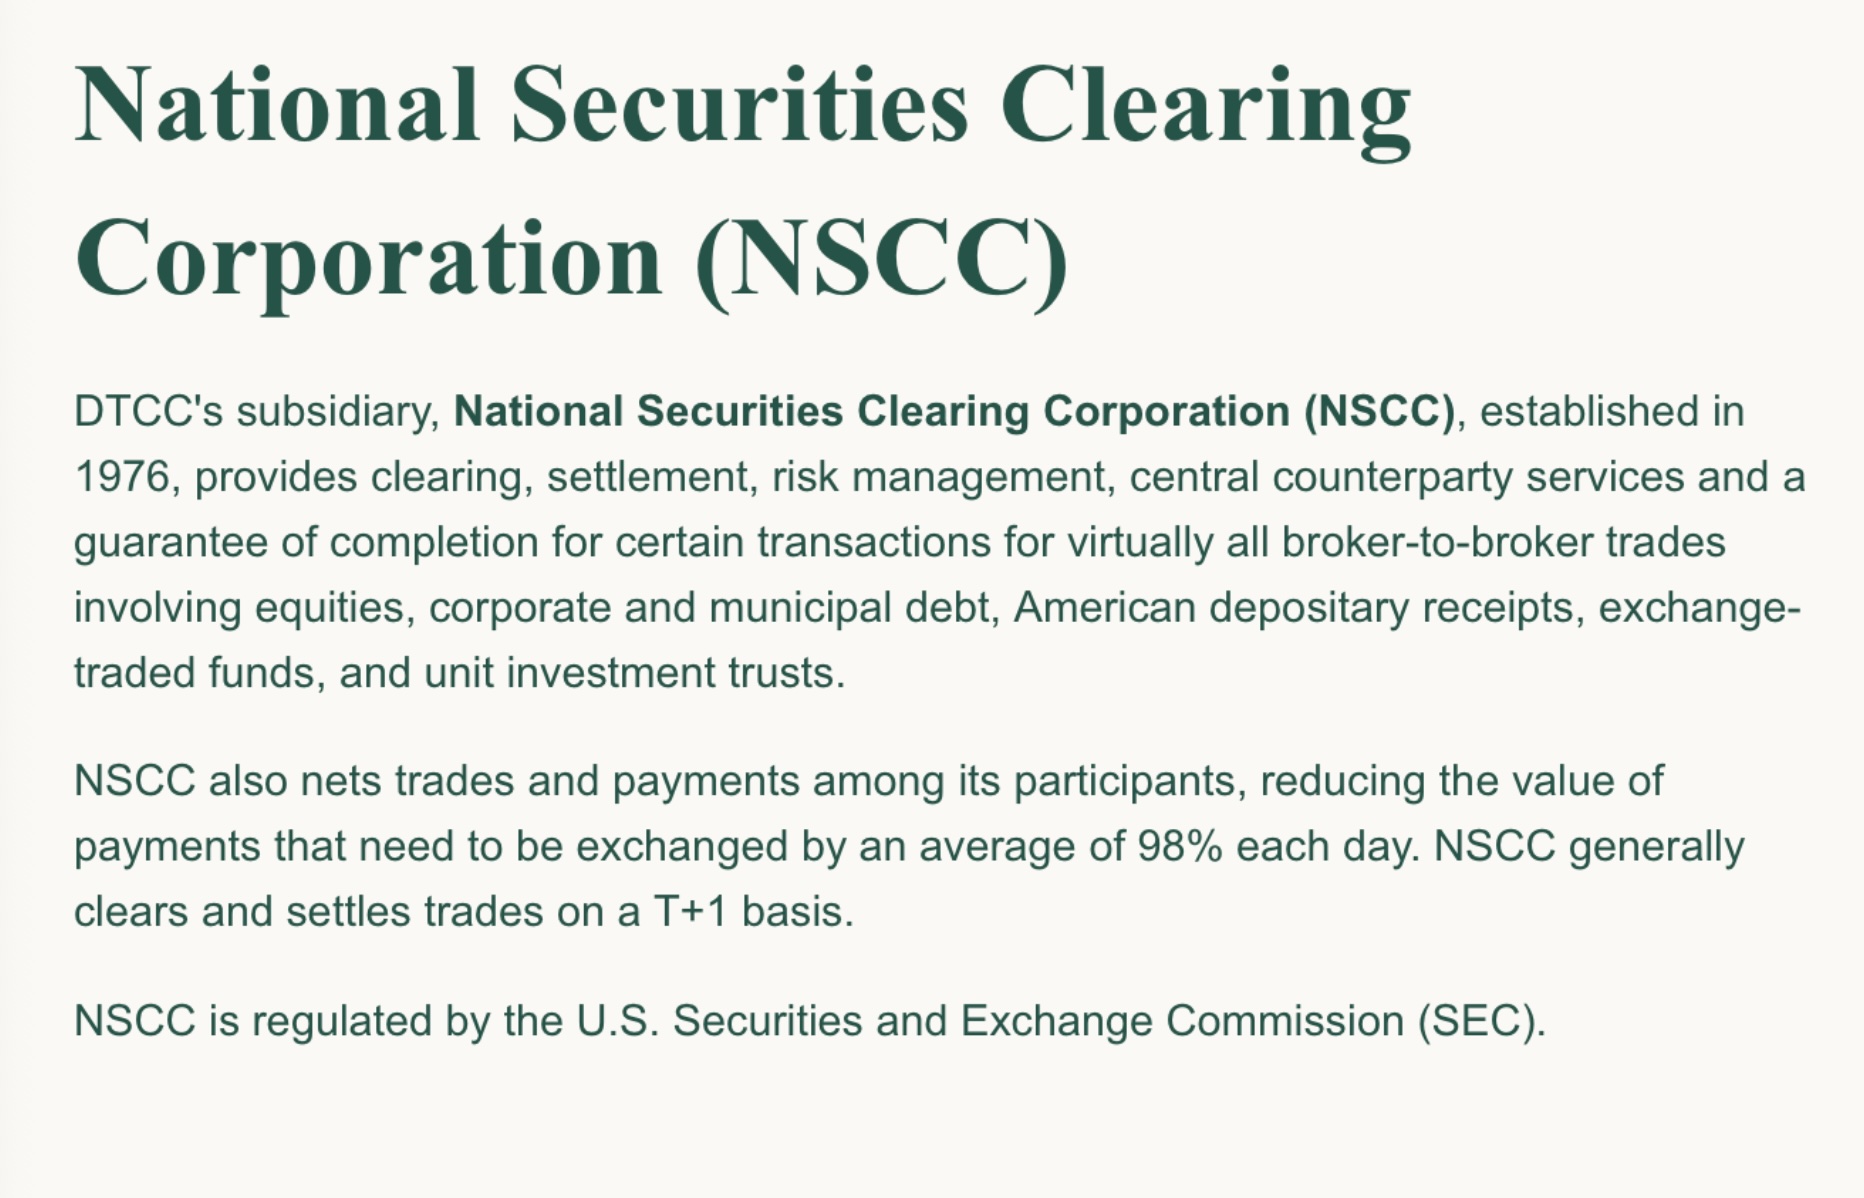 National Securities Clearing
Corporation (NSCC)
DTCC's subsidiary, National Securities Clearing Corporation (NSCC), established in
1976, provides clearing, settlement, risk management, central counterparty services and a
guarantee of completion for certain transactions for virtually all broker-to-broker trades
involving equities, corporate and municipal debt, American depositary receipts, exchange-
traded funds, and unit investment trusts.
NSCC also nets trades and payments among its participants, reducing the value of
payments that need to be exchanged by an average of 98% each day. NSCC generally
clears and settles trades on a T+1 basis.
NSCC is regulated by the U.S. Securities and Exchange Commission (SEC).